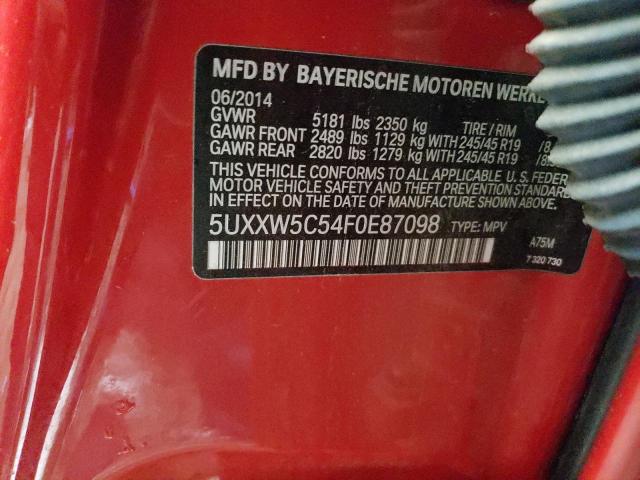 MFD BY BAYERISCHE MOTOREN WERKE
06/2014
GVWR 5181 lbs 2350 kg TIRE / RIM
GAWR FRONT 2489 lbs 1129 kg WITH 245/45 R19 /8,
GAWR REAR 2820 lbs 1279 kg WITH 245/45 R19
THIS VEHICLE CONFORMS TO ALL APPLICABLE U. S. FEDER
MOTOR VEHICLE SAFETY AND THEFT PREVENTION STANDARD
IN EFFECT ON THE DATE OF MANUFACTURE SHOWN ABOVE.
5UXXW5C54F0E87098 TYPE: MPV
A75M
7 320 730